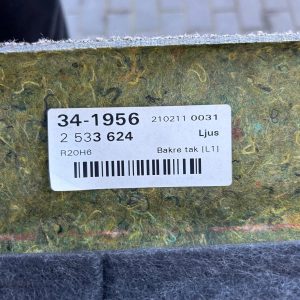 34-1956 210211 0031
2 533 624 Ljus
R20H6 Bakre tak [L1]